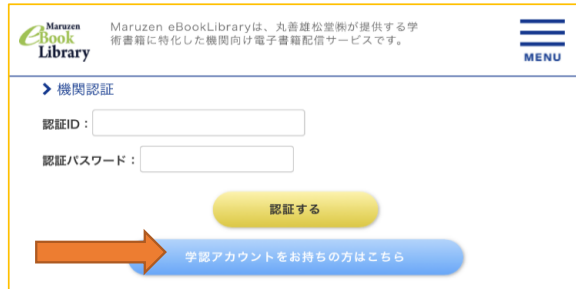 Maruzen
eBook
Library
Maruzen eBookLibraryは、丸善雄松堂㈱が提供する学
術書籍に特化した機関向け電子書籍配信サービスです。
MENU
機関認証
認証ID：
認証パスワード：
認証する
学認アカウントをお持ちの方はこちら